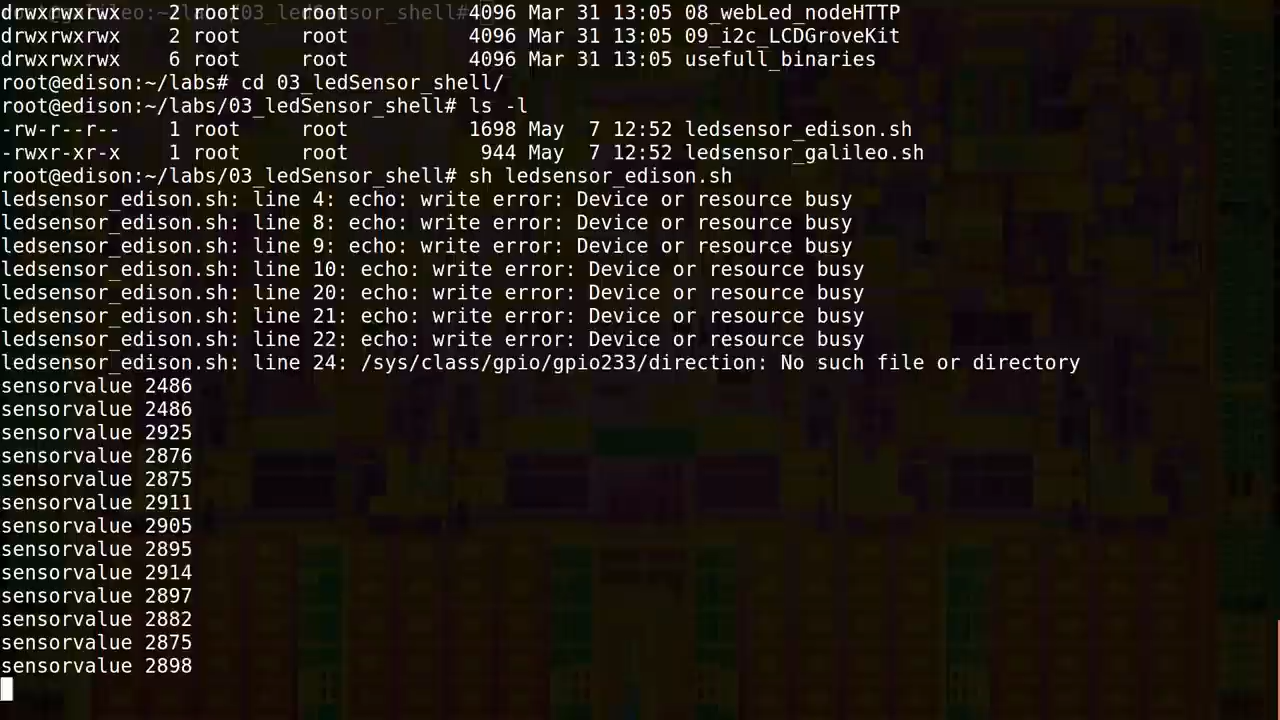 drwxrwxrwx    2 root     root          4096 Mar 31 13:05 08_webLed_nodeHTTP
drwxrwxrwx    2 root     root          4096 Mar 31 13:05 09_i2c_LCDGroveKit
drwxrwxrwx    6 root     root          4096 Mar 31 13:05 usefull_binaries
root@edison:~/labs# cd 03_ledSensor_shell/
root@edison:~/labs/03_ledSensor_shell# ls -l
-rw-r--r--    1 root     root          1698 May  7 12:52 ledsensor_edison.sh
-rwxr-xr-x    1 root     root           944 May  7 12:52 ledsensor_galileo.sh
root@edison:~/labs/03_ledSensor_shell# sh ledsensor_edison.sh
ledsensor_edison.sh: line 4: echo: write error: Device or resource busy
ledsensor_edison.sh: line 8: echo: write error: Device or resource busy
ledsensor_edison.sh: line 9: echo: write error: Device or resource busy
ledsensor_edison.sh: line 10: echo: write error: Device or resource busy
ledsensor_edison.sh: line 20: echo: write error: Device or resource busy
ledsensor_edison.sh: line 21: echo: write error: Device or resource busy
ledsensor_edison.sh: line 22: echo: write error: Device or resource busy
ledsensor_edison.sh: line 24: /sys/class/gpio/gpio233/direction: No such file or directory
sensorvalue 2486
sensorvalue 2486
sensorvalue 2925
sensorvalue 2876
sensorvalue 2875
sensorvalue 2911
sensorvalue 2905
sensorvalue 2895
sensorvalue 2914
sensorvalue 2897
sensorvalue 2882
sensorvalue 2875
sensorvalue 2898